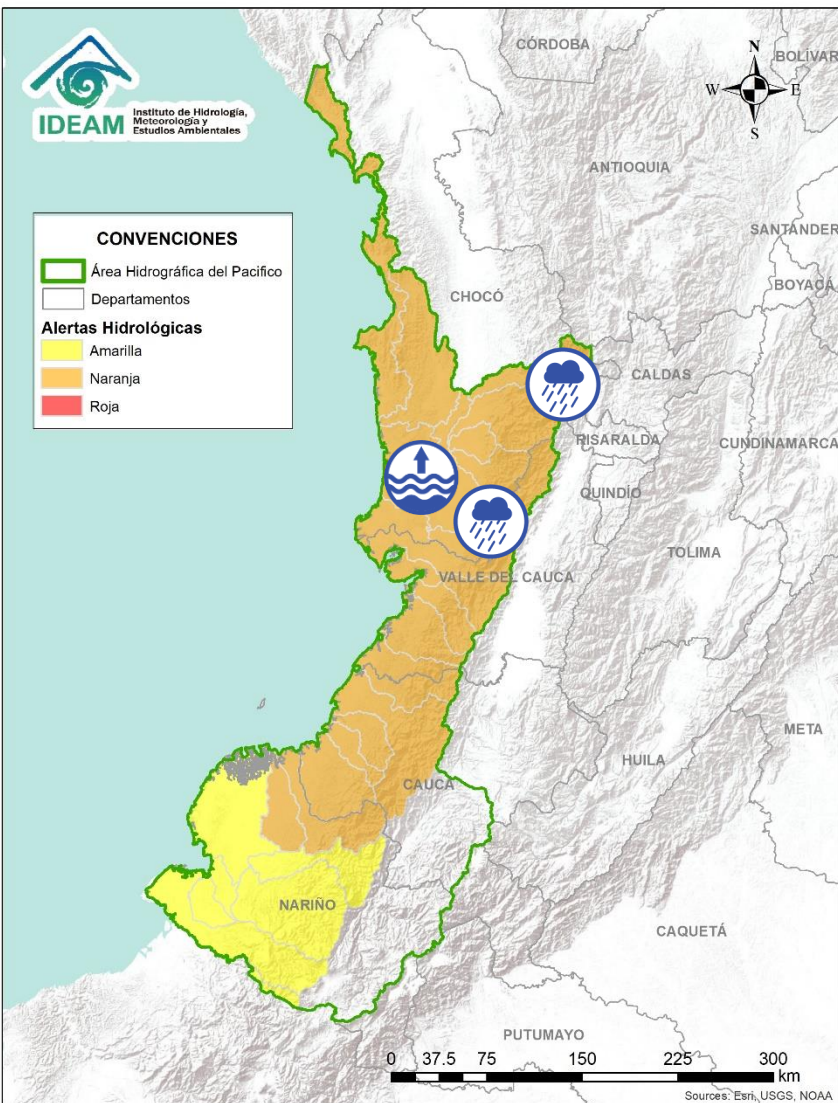 IDEAM
Instituto de Hidrología,
Meteorología y
Estudios Ambientales
CÓRDOBA
BOLÍVAR
N
W
E
S
ANTIOQUIA
SANTANDER
BOYACÁ
CONVENCIONES
Área Hidrográfica del Pacifico
Departamentos
Alertas Hidrológicas
Amarilla
Naranja
Roja
CHOCÓ
CALDAS
RISARALDA
CUNDINAMARCA
QUINDÍO
TOLIMA
VALLE DEL CAUCA
META
HUILA
CAUCA
NARIÑO
CAQUETÁ
PUTUMAYO
0 37.5 75 150 225 300
km
Sources: Esri, USGS, NOAA